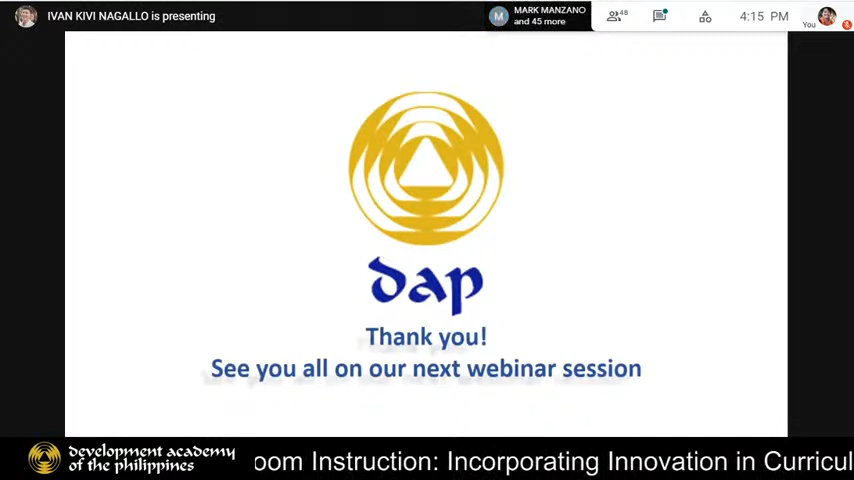 IVAN KIVI NAGALLO is presenting
M
MARK MANZANO
and 45 more
48
4:15 PM
You
dap
Thank you!
See you all on our next webinar session
development academy
of the philippines
oom Instruction: Incorporating Innovation in Curricul